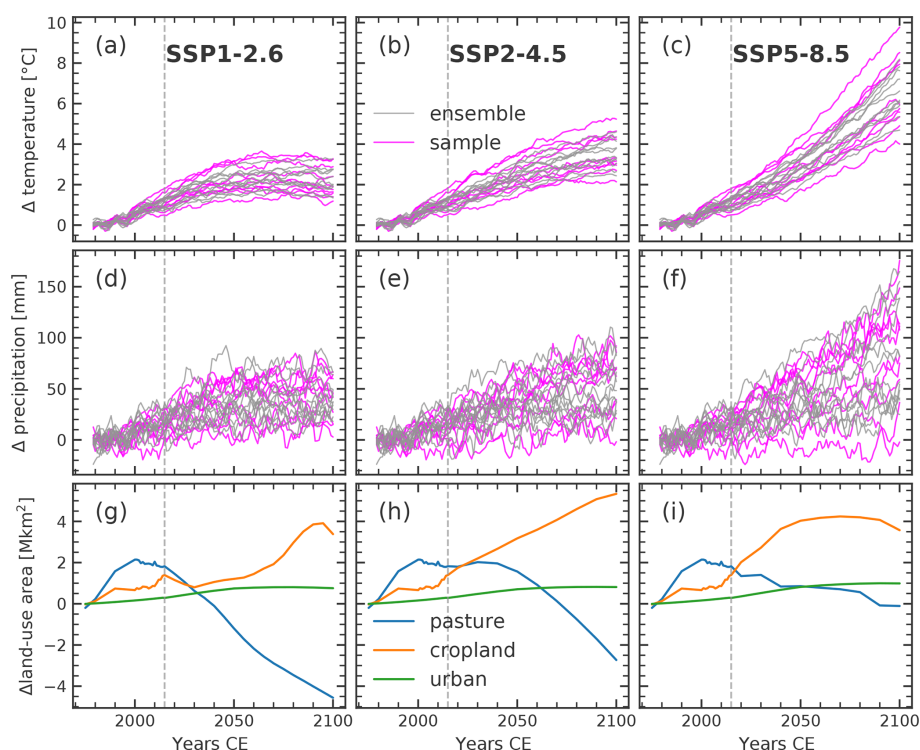 (a) SSP1-2.6
(b) SSP2-4.5
(c) SSP5-8.5
ensemble
sample
Δ temperature [°C]
10
8
6
4
2
0
(d)
(e)
(f)
Δ precipitation [mm]
150
100
50
0
(g)
(h)
(i)
pasture
cropland
urban
Δland-use area [Mkm²]
4
2
0
−2
−4
2000 2050 2100
2000 2050 2100
2000 2050 2100
Years CE
Years CE
Years CE